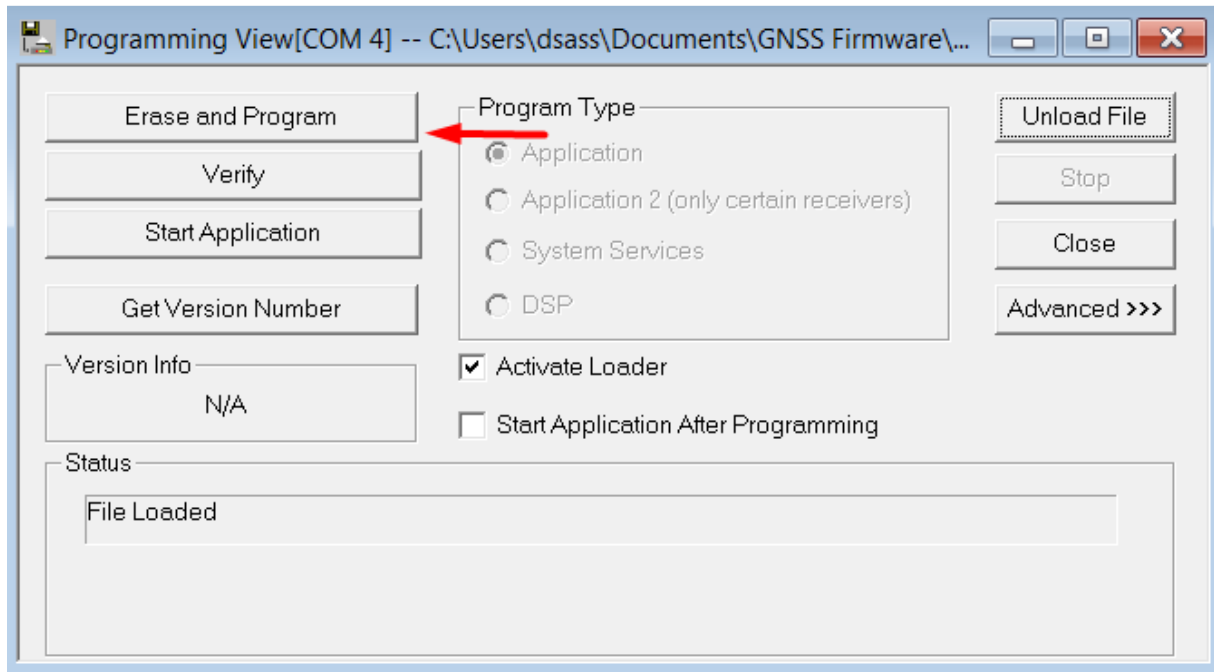 Programming View[COM 4] -- C:\Users\dsass\Documents\GNSS Firmware\...
Erase and Program
Verify
Start Application
Get Version Number
Version Info
N/A
Program Type
Application
Application 2 (only certain receivers)
System Services
DSP
Activate Loader
Start Application After Programming
Unload File
Stop
Close
Advanced >>>
Status
File Loaded